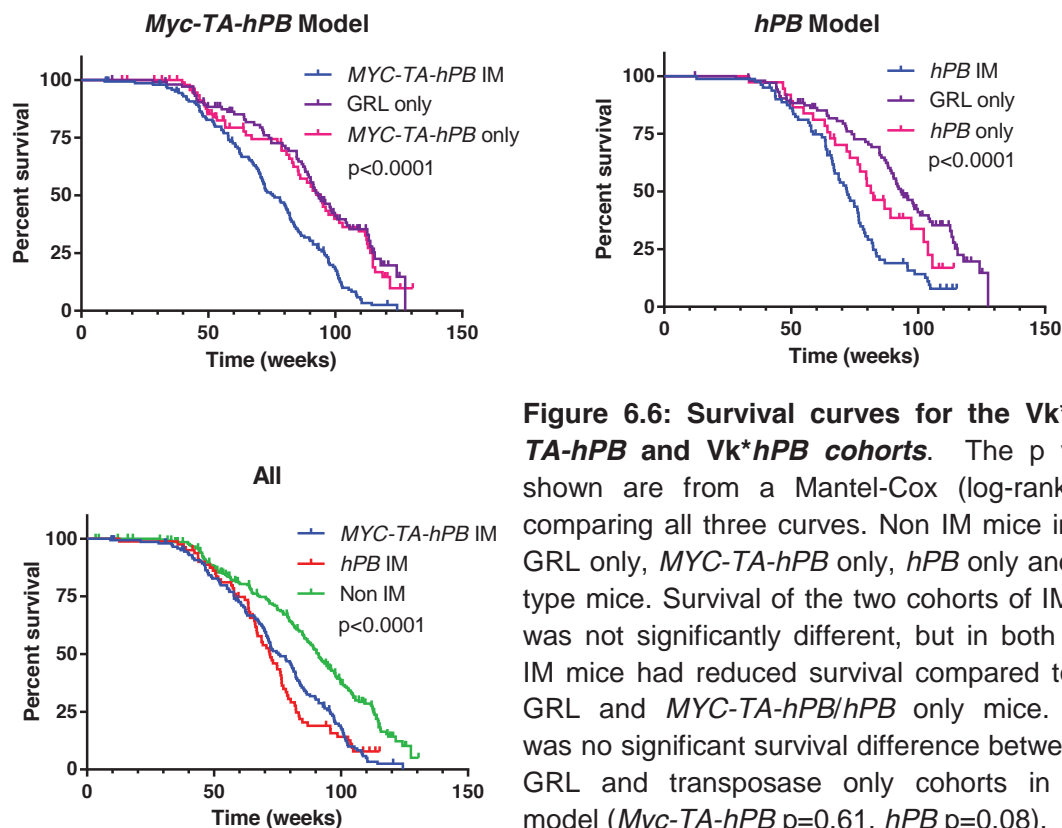 Myc-TA-hPB Model
Percent survival
100
75
50
25
0
MYC-TA-hPB IM
GRL only
MYC-TA-hPB only
p<0.0001
0 50 100 150
Time (weeks)
hPB Model
Percent survival
100
75
50
25
0
hPB IM
GRL only
hPB only
p<0.0001
0 50 100 150
Time (weeks)
All
Percent survival
100
75
50
25
0
MYC-TA-hPB IM
hPB IM
Non IM
p<0.0001
0 50 100 150
Time (weeks)
Figure 6.6: Survival curves for the Vk*
TA-hPB and Vk*hPB cohorts. The p
shown are from a Mantel-Cox (log-rank
comparing all three curves. Non IM mice
GRL only, MYC-TA-hPB only, hPB only and
type mice. Survival of the two cohorts of IM
was not significantly different, but in both
IM mice had reduced survival compared
GRL and MYC-TA-hPB/hPB only mice.
was no significant survival difference
GRL and transposase only cohorts in
model (Myc-TA-hPB p=0.61, hPB p=0.08).